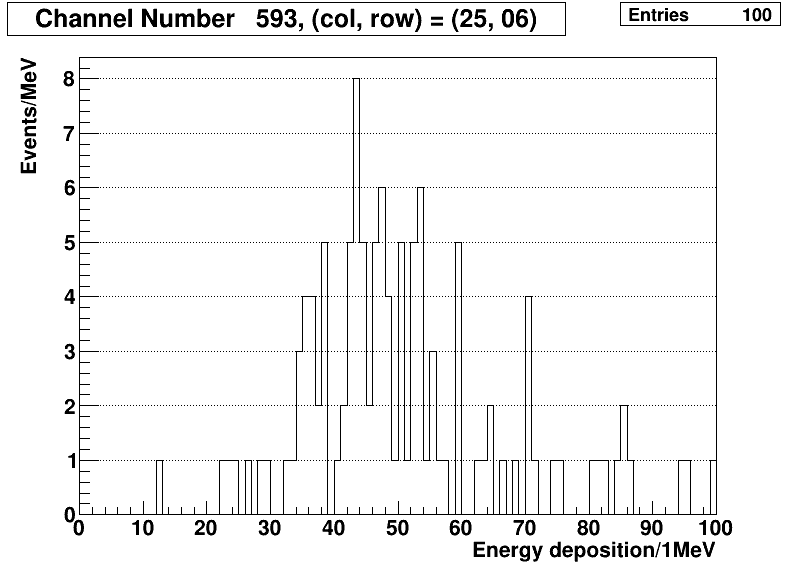 Channel Number 593, (col, row) = (25, 06)
Entries 100
Events/MeV
8
7
6
5
4
3
2
1
0
0 10 20 30 40 50 60 70 80 90 100
Energy deposition/1MeV